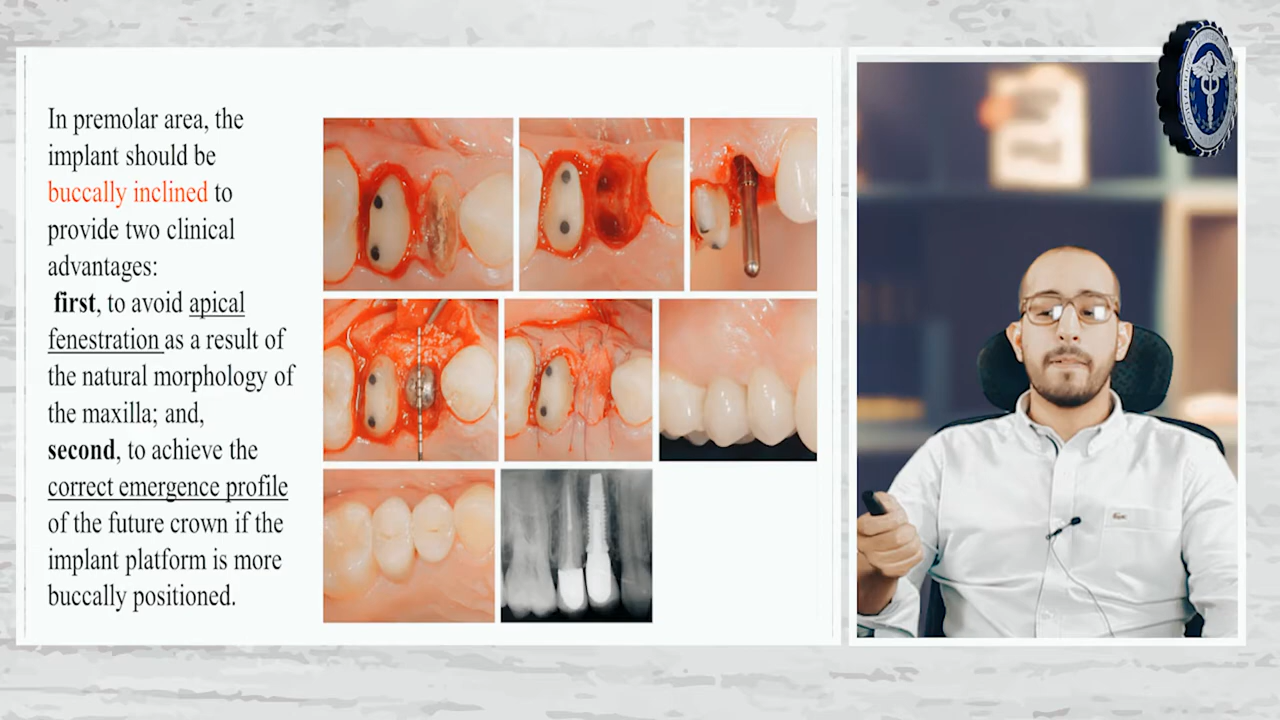 In premolar area, the
implant should be
buccally inclined to
provide two clinical
advantages:
first, to avoid apical
fenestration as a result of
the natural morphology of
the maxilla; and,
second, to achieve the
correct emergence profile
of the future crown if the
implant platform is more
buccally positioned.